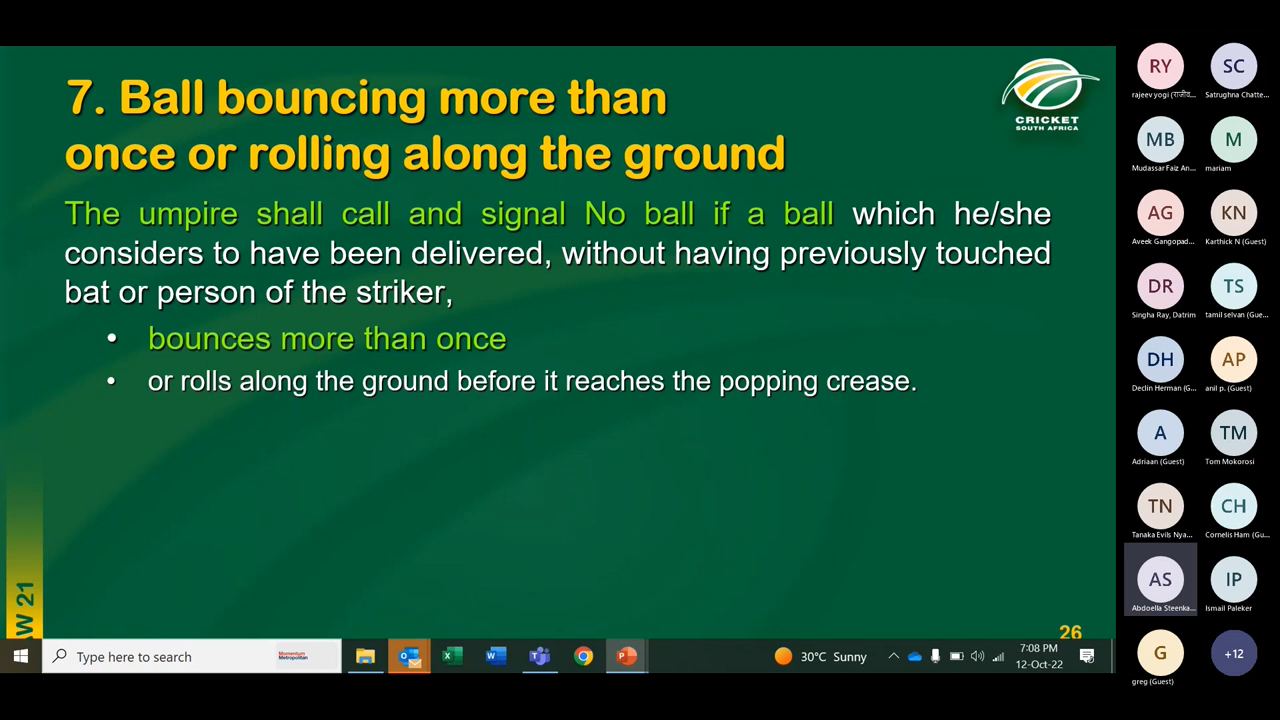 7. Ball bouncing more than
once or rolling along the ground
CRICKET
SOUTH AFRICA
The umpire shall call and signal No ball if a ball which he/she
considers to have been delivered, without having previously touched
bat or person of the striker,
• bounces more than once
• or rolls along the ground before it reaches the popping crease.
AW 21
26
RY
rajeev yogi (राजीव...
SC
Satrughna Chatte...
MB
Mudassar Faiz An...
M
mariam
AG
Aveek Gangopad...
KN
Karthick N (Guest)
DR
Singha Ray, Datrim
TS
tamil selvan (Gue...
DH
Declin Herman (G...
AP
anil p. (Guest)
A
Adriaan (Guest)
TM
Tom Mokorosi
TN
Tanaka Evils Nya...
CH
Cornelis Ham (Gu...
AS
Abdoella Steenka...
IP
Ismail Paleker
G
greg (Guest)
+12
Type here to search
Momentum
Metropolitan
30°C Sunny
7:08 PM
12-Oct-22